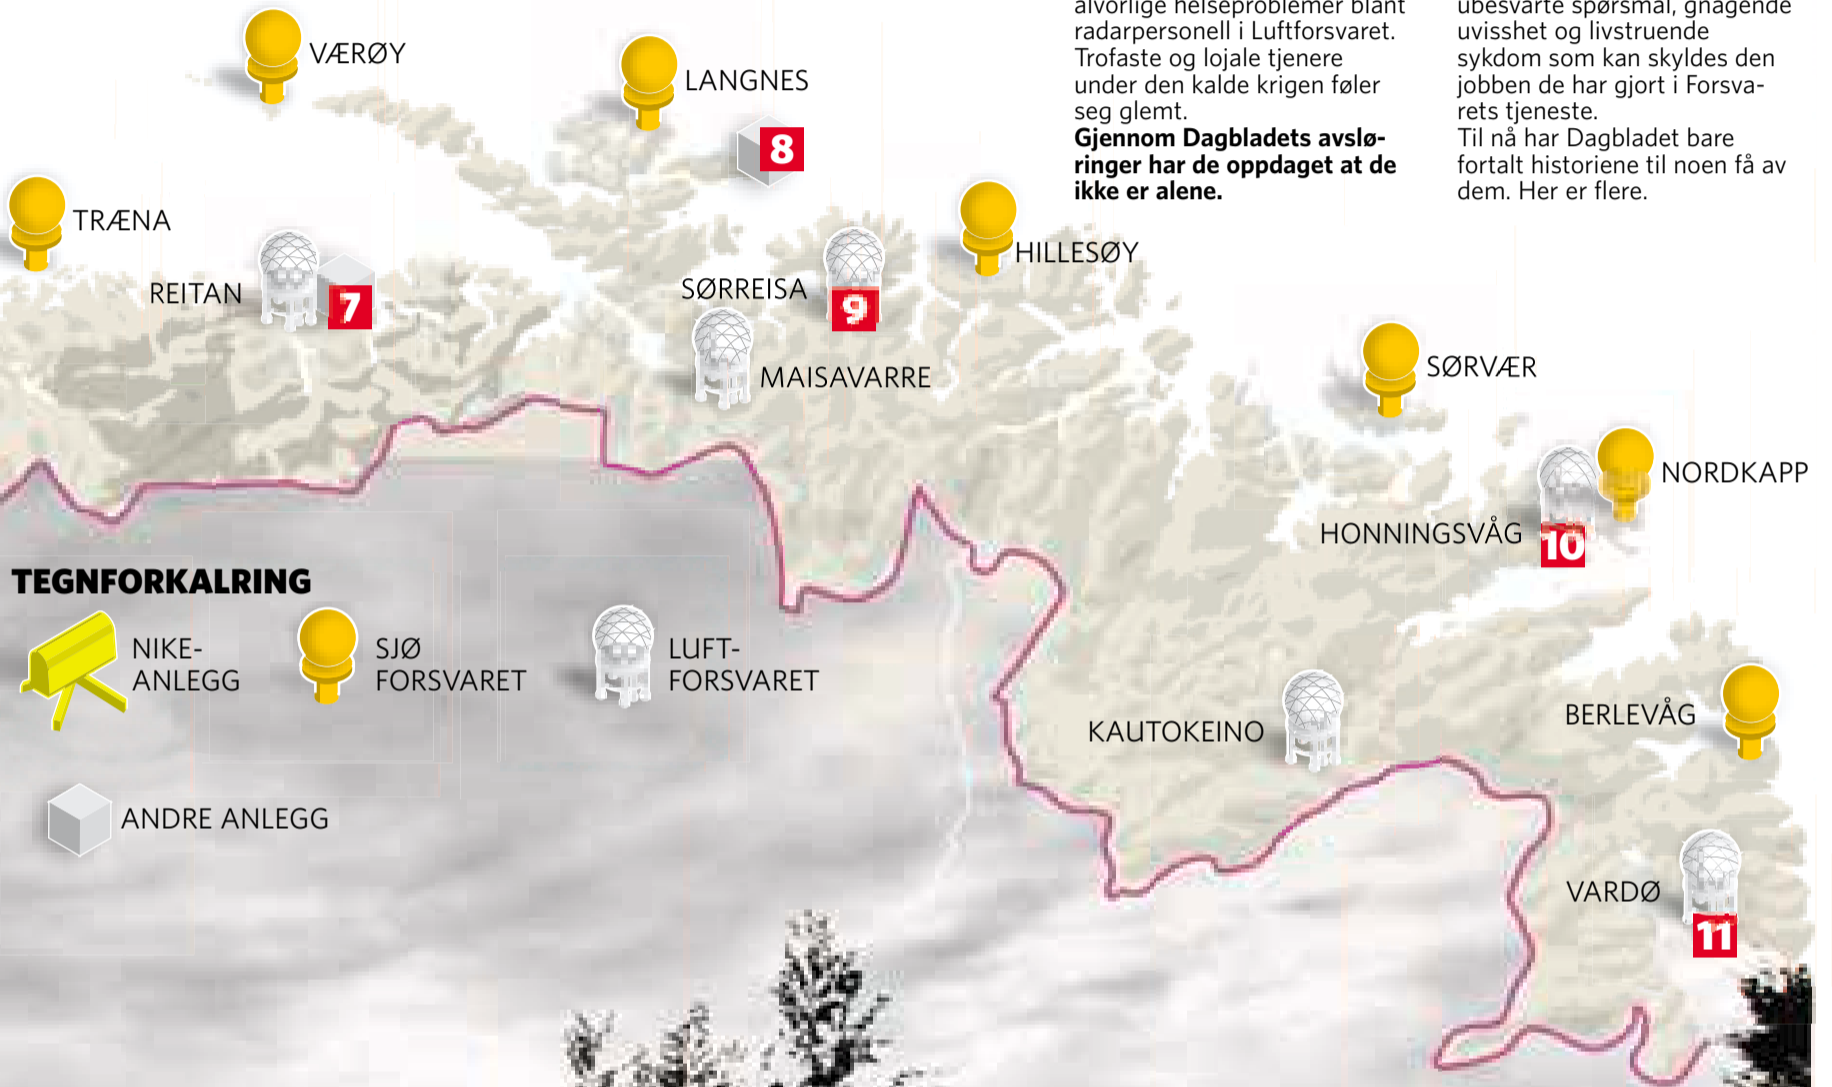 alvorlige helseproblemer blant
radarpersonell i Luftforsvaret.
Trofaste og lojale tjenere
under den kalde krigen føler
seg glemt.
Gjennom Dagbladets avslø-
ringer har de oppdaget at de
ikke er alene.
ubesvarte spørsmål, gnagende
uvisshet og livstruende
sykdom som kan skyldes den
jobben de har gjort i Forsva-
rets tjeneste.
Til nå har Dagbladet bare
fortalt historiene til noen få av
dem. Her er flere.
VÆRØY
LANGNES
8
TRÆNA
REITAN
7
SØRREISA
9
HILLESØY
MAISAVARRE
SØRVÆR
NORDKAPP
HONNINGSVÅG
10
TEGNFORKALRING
NIKE-
ANLEGG
SJØ
FORSVARET
LUFT-
FORSVARET
ANDRE ANLEGG
KAUTOKEINO
BERLEVÅG
VARDØ
11